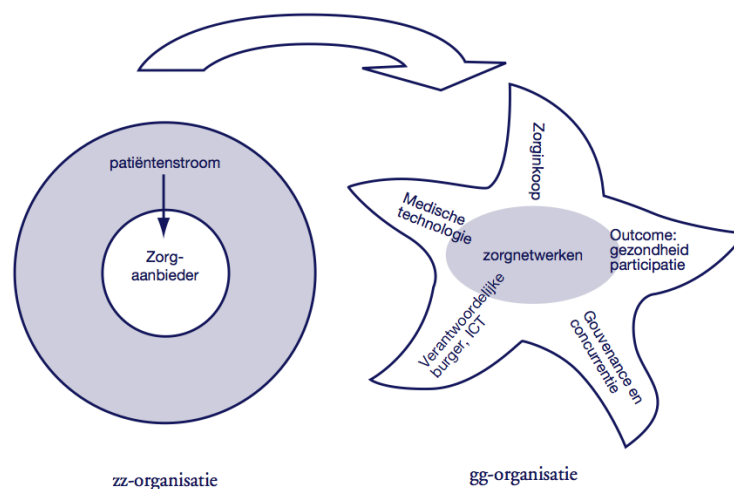 patiëntenstroom
Zorg-
aanbieder
Zorginkoop
Medische
technologie
zorgnetwerken
Outcome:
gezondheid
participatie
Verantwoordelijke
burger, ICT
Gouvenance en
concurrentie
zz-organisatie
gg-organisatie